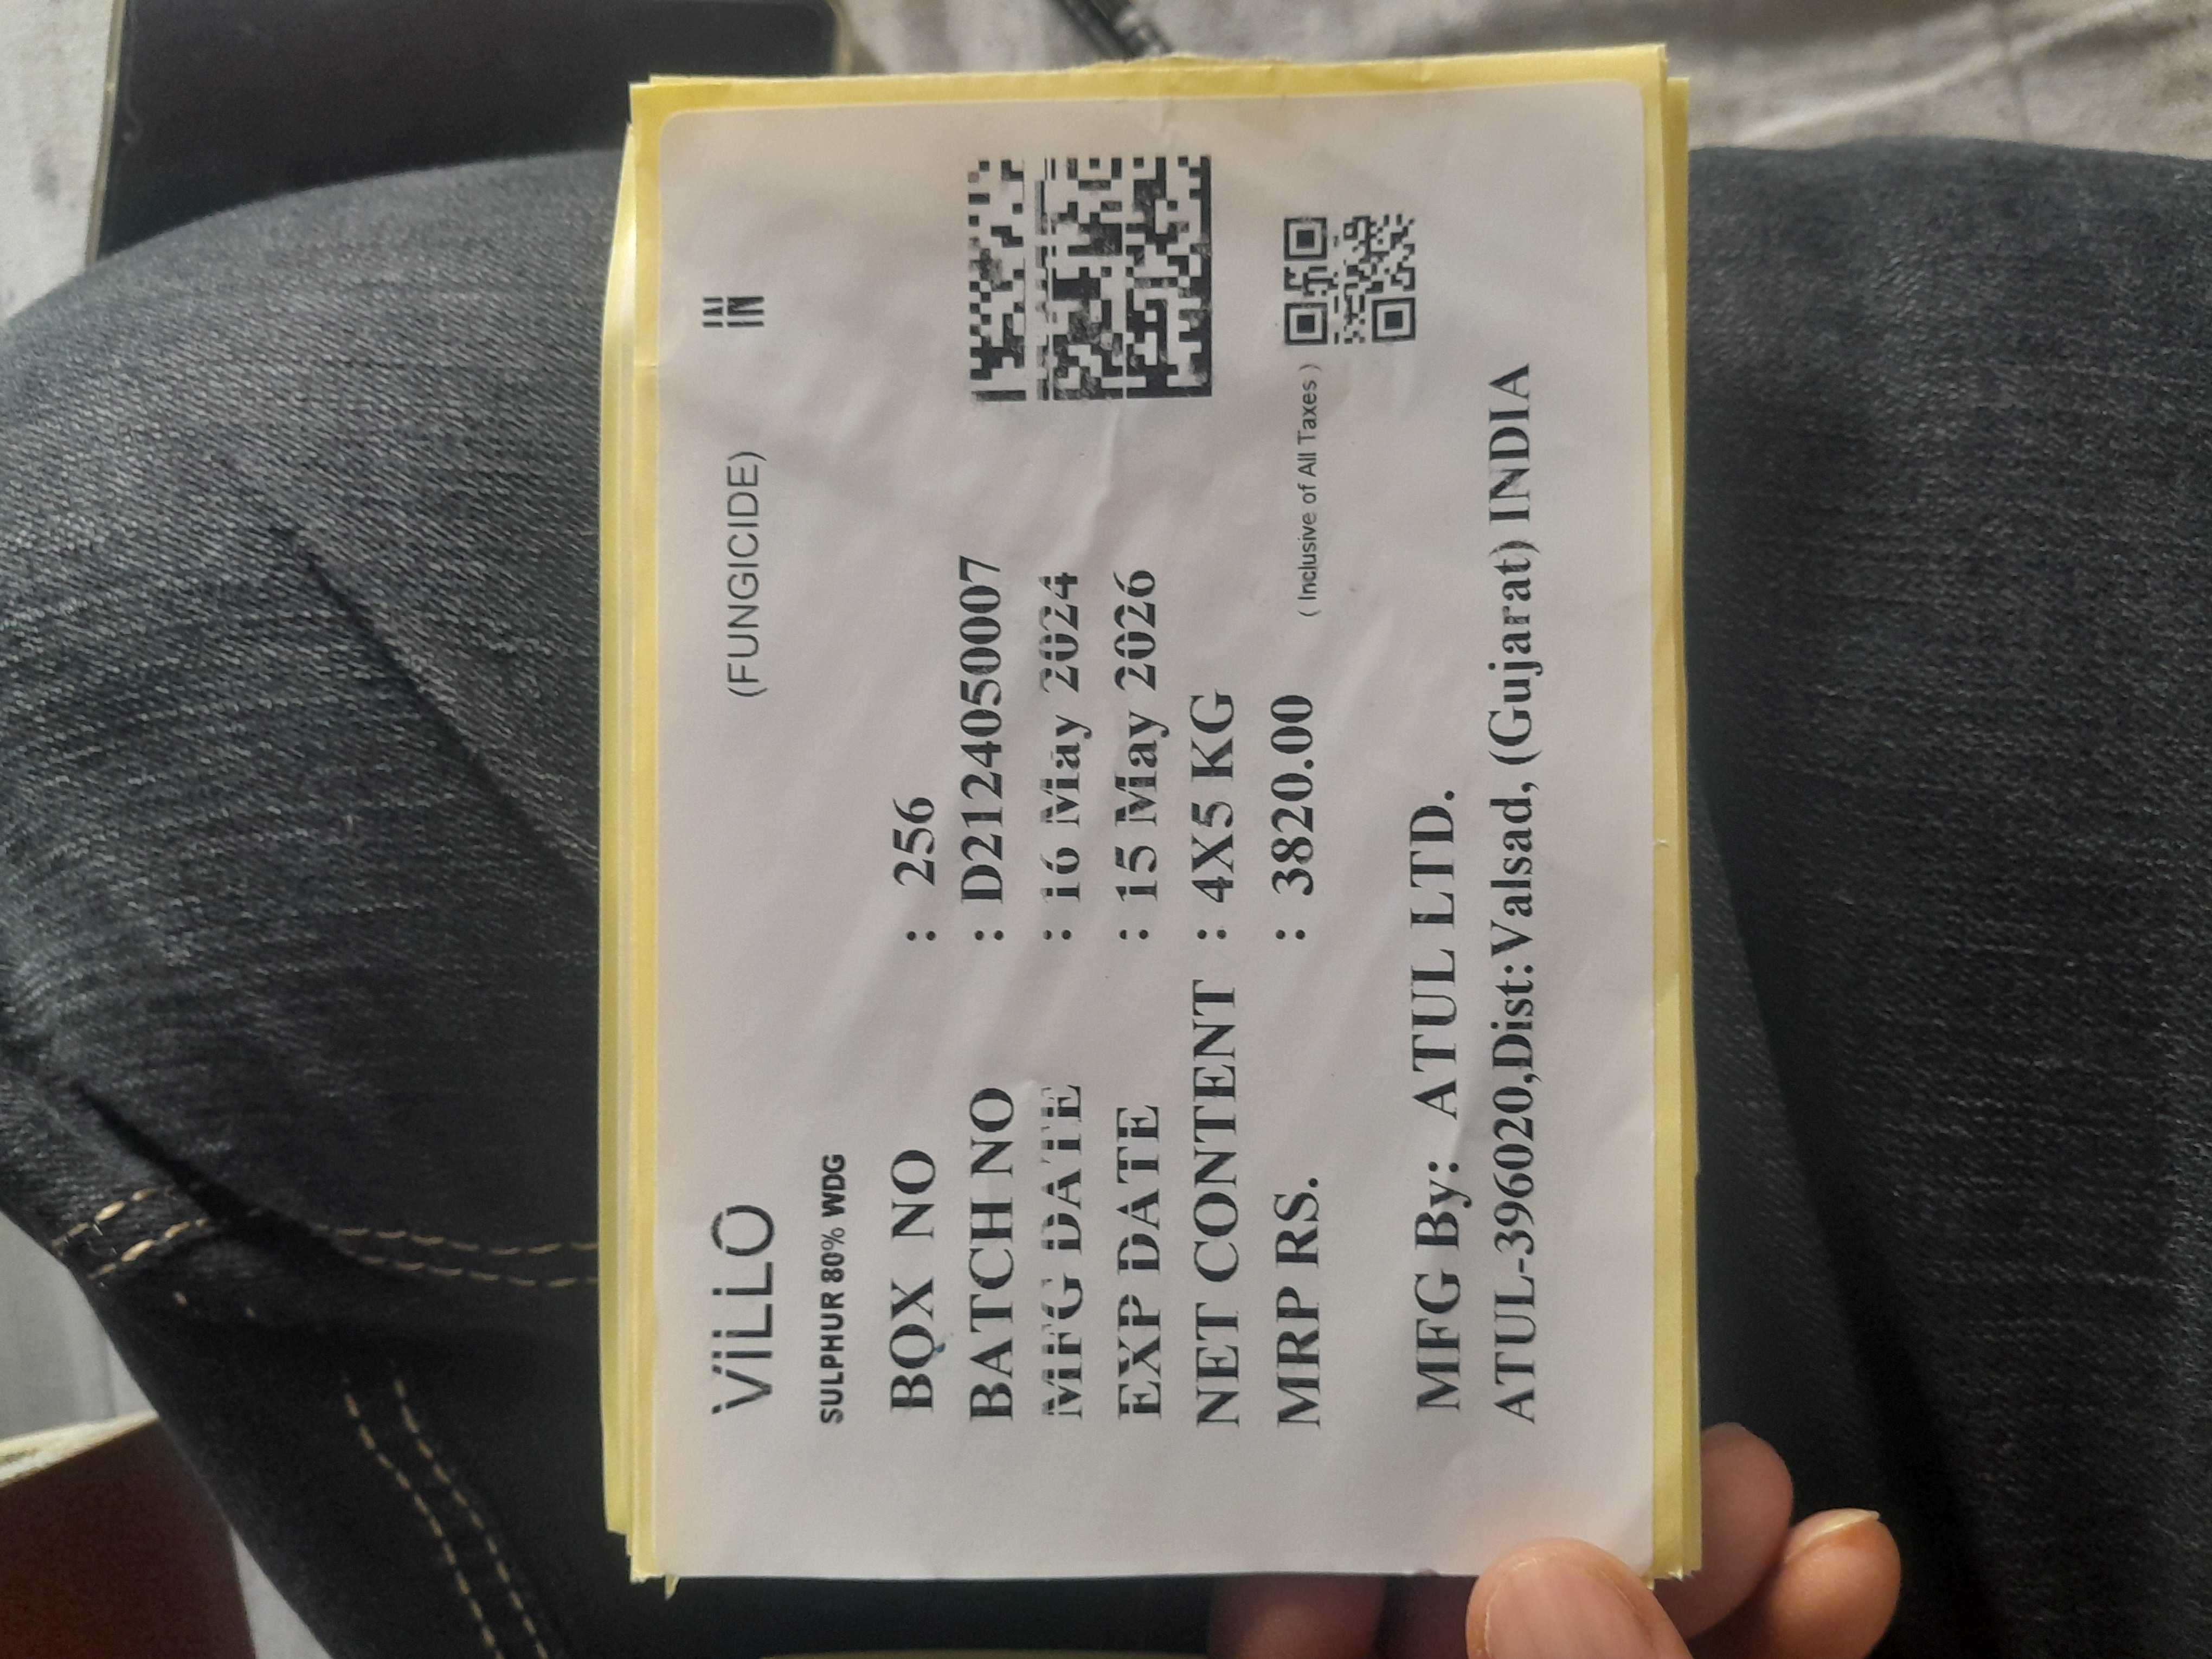 ViLLO (FUNGICIDE) IN
SULPHUR 80% WDG
BOX NO : 256
BATCH NO : D2124050007
MFG DATE : 16 May 2024
EXP DATE : 15 May 2026
NET CONTENT : 4X5 KG
MRP RS. : 3820.00 ( Inclusive of All Taxes )
MFG By: ATUL LTD.
ATUL-396020,Dist:Valsad, (Gujarat) INDIA